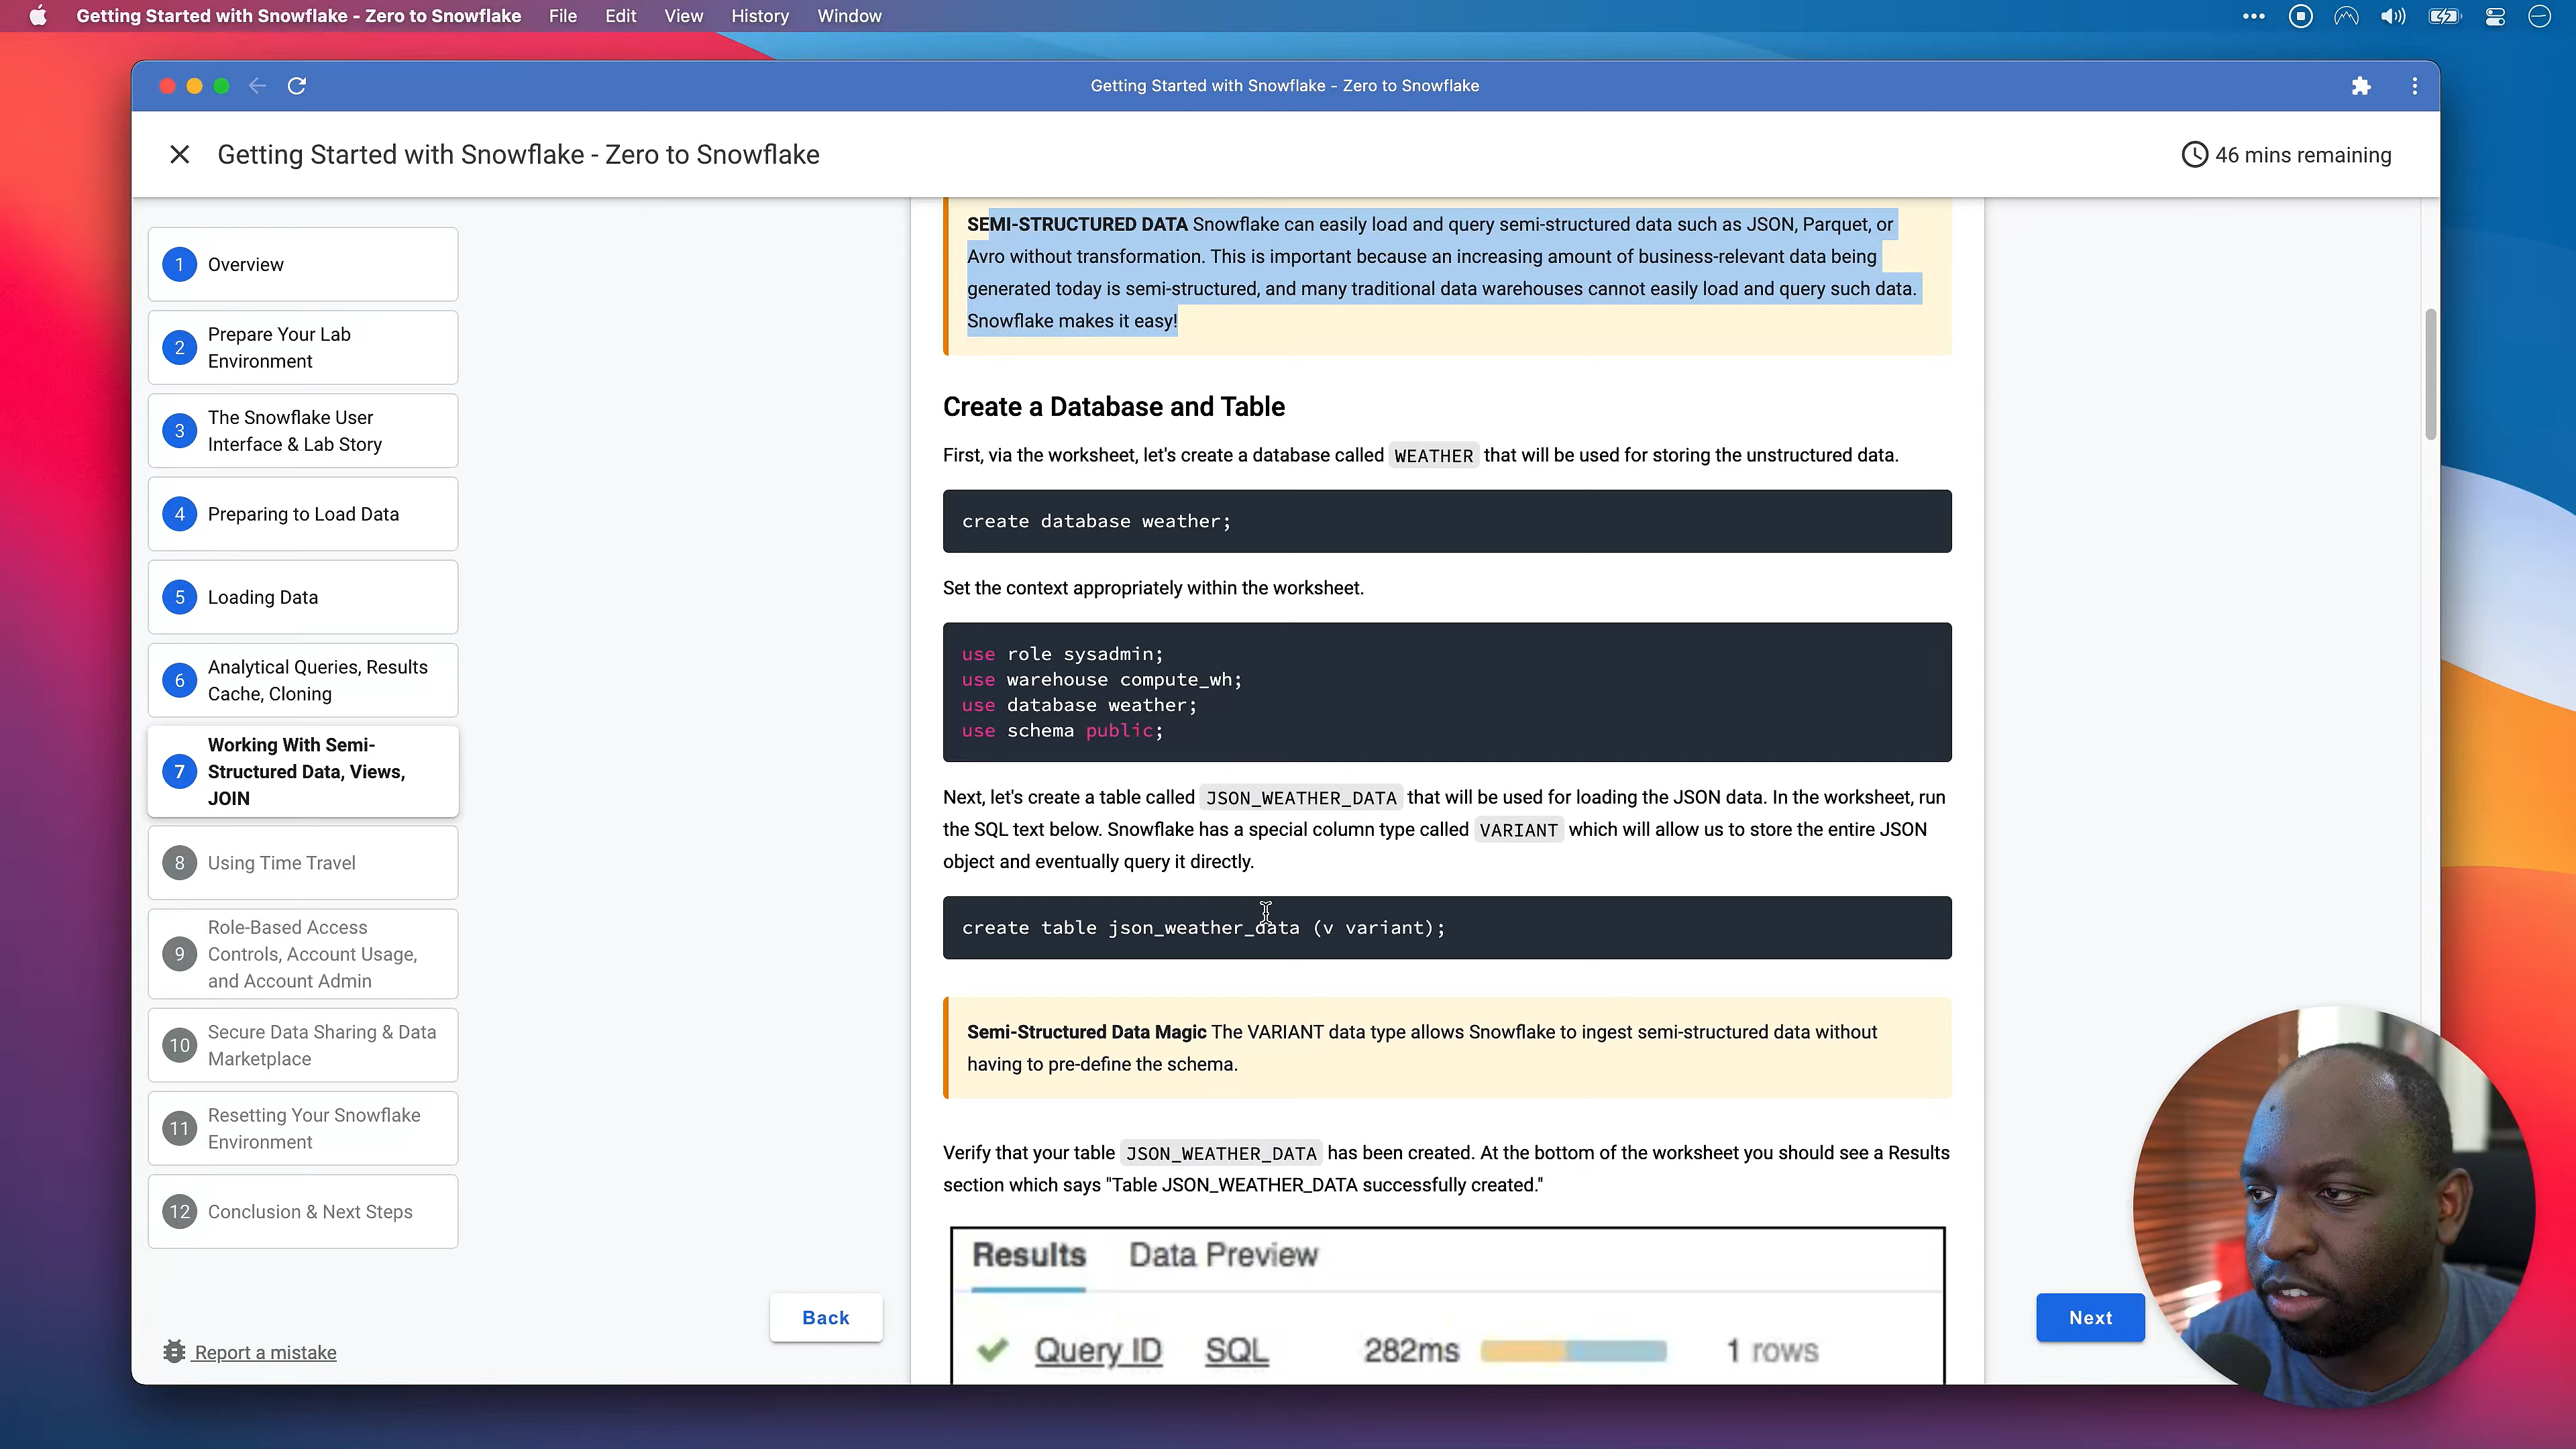 Getting Started with Snowflake - Zero to Snowflake File Edit View History Window
Getting Started with Snowflake - Zero to Snowflake
Getting Started with Snowflake - Zero to Snowflake
46 mins remaining
1 Overview
2 Prepare Your Lab
Environment
3 The Snowflake User
Interface & Lab Story
4 Preparing to Load Data
5 Loading Data
6 Analytical Queries, Results
Cache, Cloning
7 Working With Semi-
Structured Data, Views,
JOIN
8 Using Time Travel
9 Role-Based Access
Controls, Account Usage,
and Account Admin
10 Secure Data Sharing & Data
Marketplace
11 Resetting Your Snowflake
Environment
12 Conclusion & Next Steps
Report a mistake
Back
SEMI-STRUCTURED DATA Snowflake can easily load and query semi-structured data such as JSON, Parquet, or
Avro without transformation. This is important because an increasing amount of business-relevant data being
generated today is semi-structured, and many traditional data warehouses cannot easily load and query such data.
Snowflake makes it easy!
Create a Database and Table
First, via the worksheet, let's create a database called WEATHER that will be used for storing the unstructured data.
create database weather;
Set the context appropriately within the worksheet.
use role sysadmin;
use warehouse compute_wh;
use database weather;
use schema public;
Next, let's create a table called JSON_WEATHER_DATA that will be used for loading the JSON data. In the worksheet, run
the SQL text below. Snowflake has a special column type called VARIANT which will allow us to store the entire JSON
object and eventually query it directly.
create table json_weather_data (v variant);
Semi-Structured Data Magic The VARIANT data type allows Snowflake to ingest semi-structured data without
having to pre-define the schema.
Verify that your table JSON_WEATHER_DATA has been created. At the bottom of the worksheet you should see a Results
section which says "Table JSON_WEATHER_DATA successfully created."
Results Data Preview
Query ID SQL 282ms 1 rows
Next